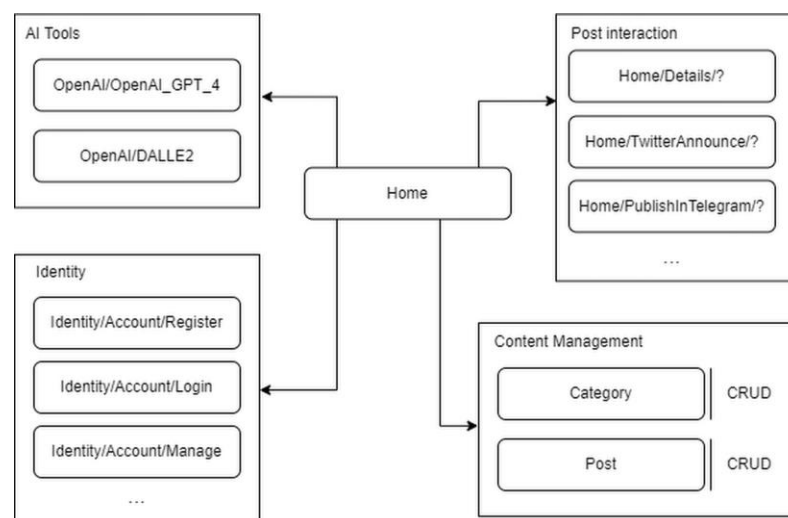 AI Tools
OpenAI/OpenAI_GPT_4
OpenAI/DALLE2
Post interaction
Home/Details/?
Home/TwitterAnnounce/?
Home/PublishInTelegram/?
...
Home
Identity
Identity/Account/Register
Identity/Account/Login
Identity/Account/Manage
...
Content Management
Category
CRUD
Post
CRUD